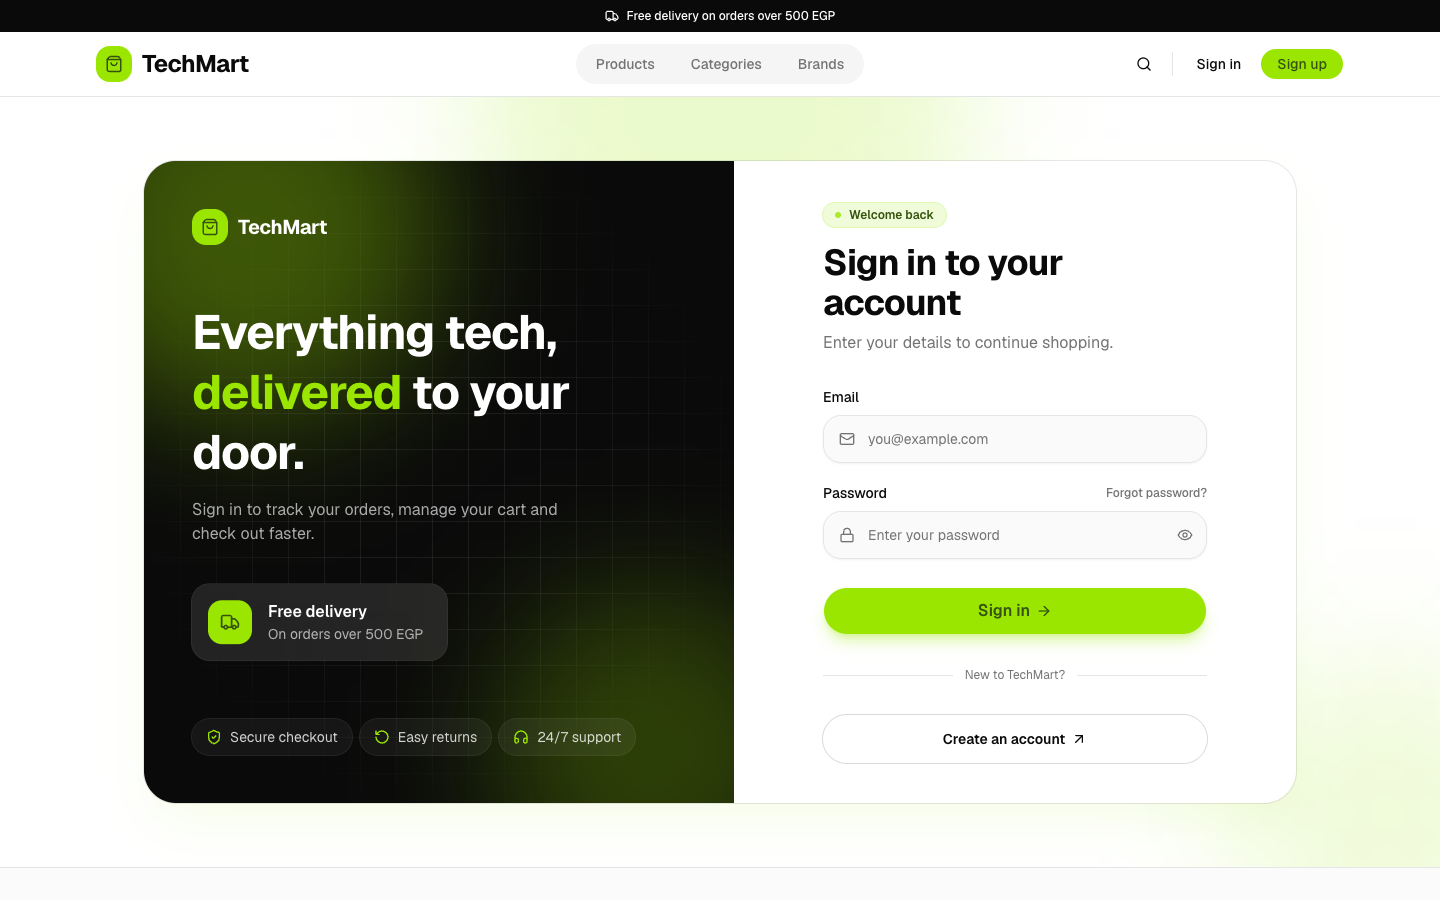 Free delivery on orders over 500 EGP
TechMart
Products
Categories
Brands
Sign in
Sign up
TechMart
Everything tech,
delivered to your
door.
Sign in to track your orders, manage your cart and
check out faster.
Free delivery
On orders over 500 EGP
Secure checkout
Easy returns
24/7 support
Welcome back
Sign in to your
account
Enter your details to continue shopping.
Email
you@example.com
Password
Forgot password?
Enter your password
Sign in
New to TechMart?
Create an account